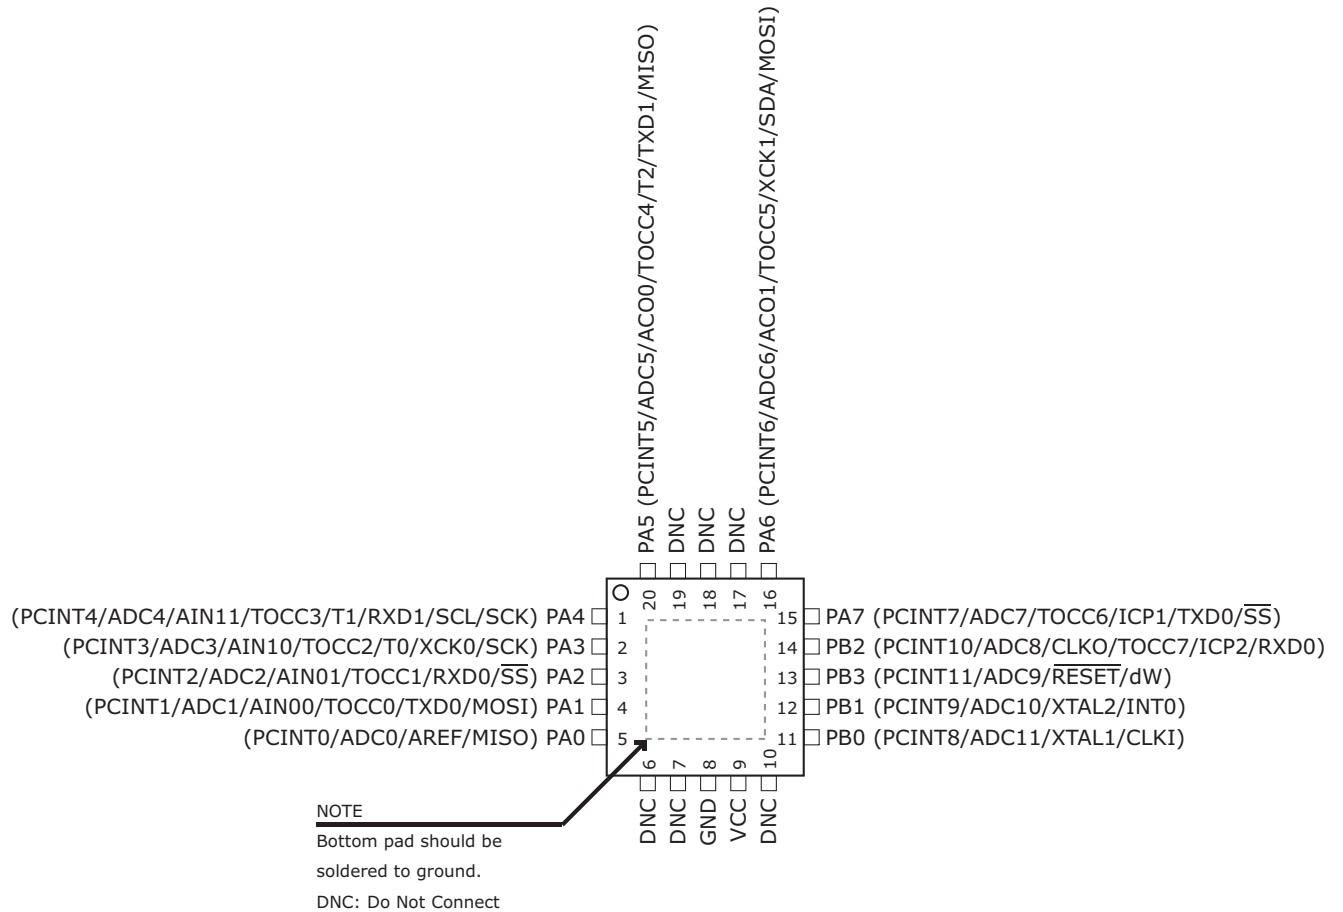 PA5 (PCINT5/ADC5/ACO0/TOCC4/T2/TXD1/MISO)
DNC
DNC
DNC
PA6 (PCINT6/ADC6/ACO1/TOCC5/XCK1/SDA/MOSI)
20
19
18
17
16
(PCINT4/ADC4/AIN11/TOCC3/T1/RXD1/SCL/SCK) PA4 1
15 PA7 (PCINT7/ADC7/TOCC6/ICP1/TXD0/SS)
(PCINT3/ADC3/AIN10/TOCC2/T0/XCK0/SCK) PA3 2
14 PB2 (PCINT10/ADC8/CLKO/TOCC7/ICP2/RXD0)
(PCINT2/ADC2/AIN01/TOCC1/RXD0/SS) PA2 3
13 PB3 (PCINT11/ADC9/RESET/dW)
(PCINT1/ADC1/AIN00/TOCC0/TXD0/MOSI) PA1 4
12 PB1 (PCINT9/ADC10/XTAL2/INT0)
(PCINT0/ADC0/AREF/MISO) PA0 5
11 PB0 (PCINT8/ADC11/XTAL1/CLKI)
6
7
8
9
10
DNC
DNC
GND
VCC
DNC
NOTE
Bottom pad should be
soldered to ground.
DNC: Do Not Connect